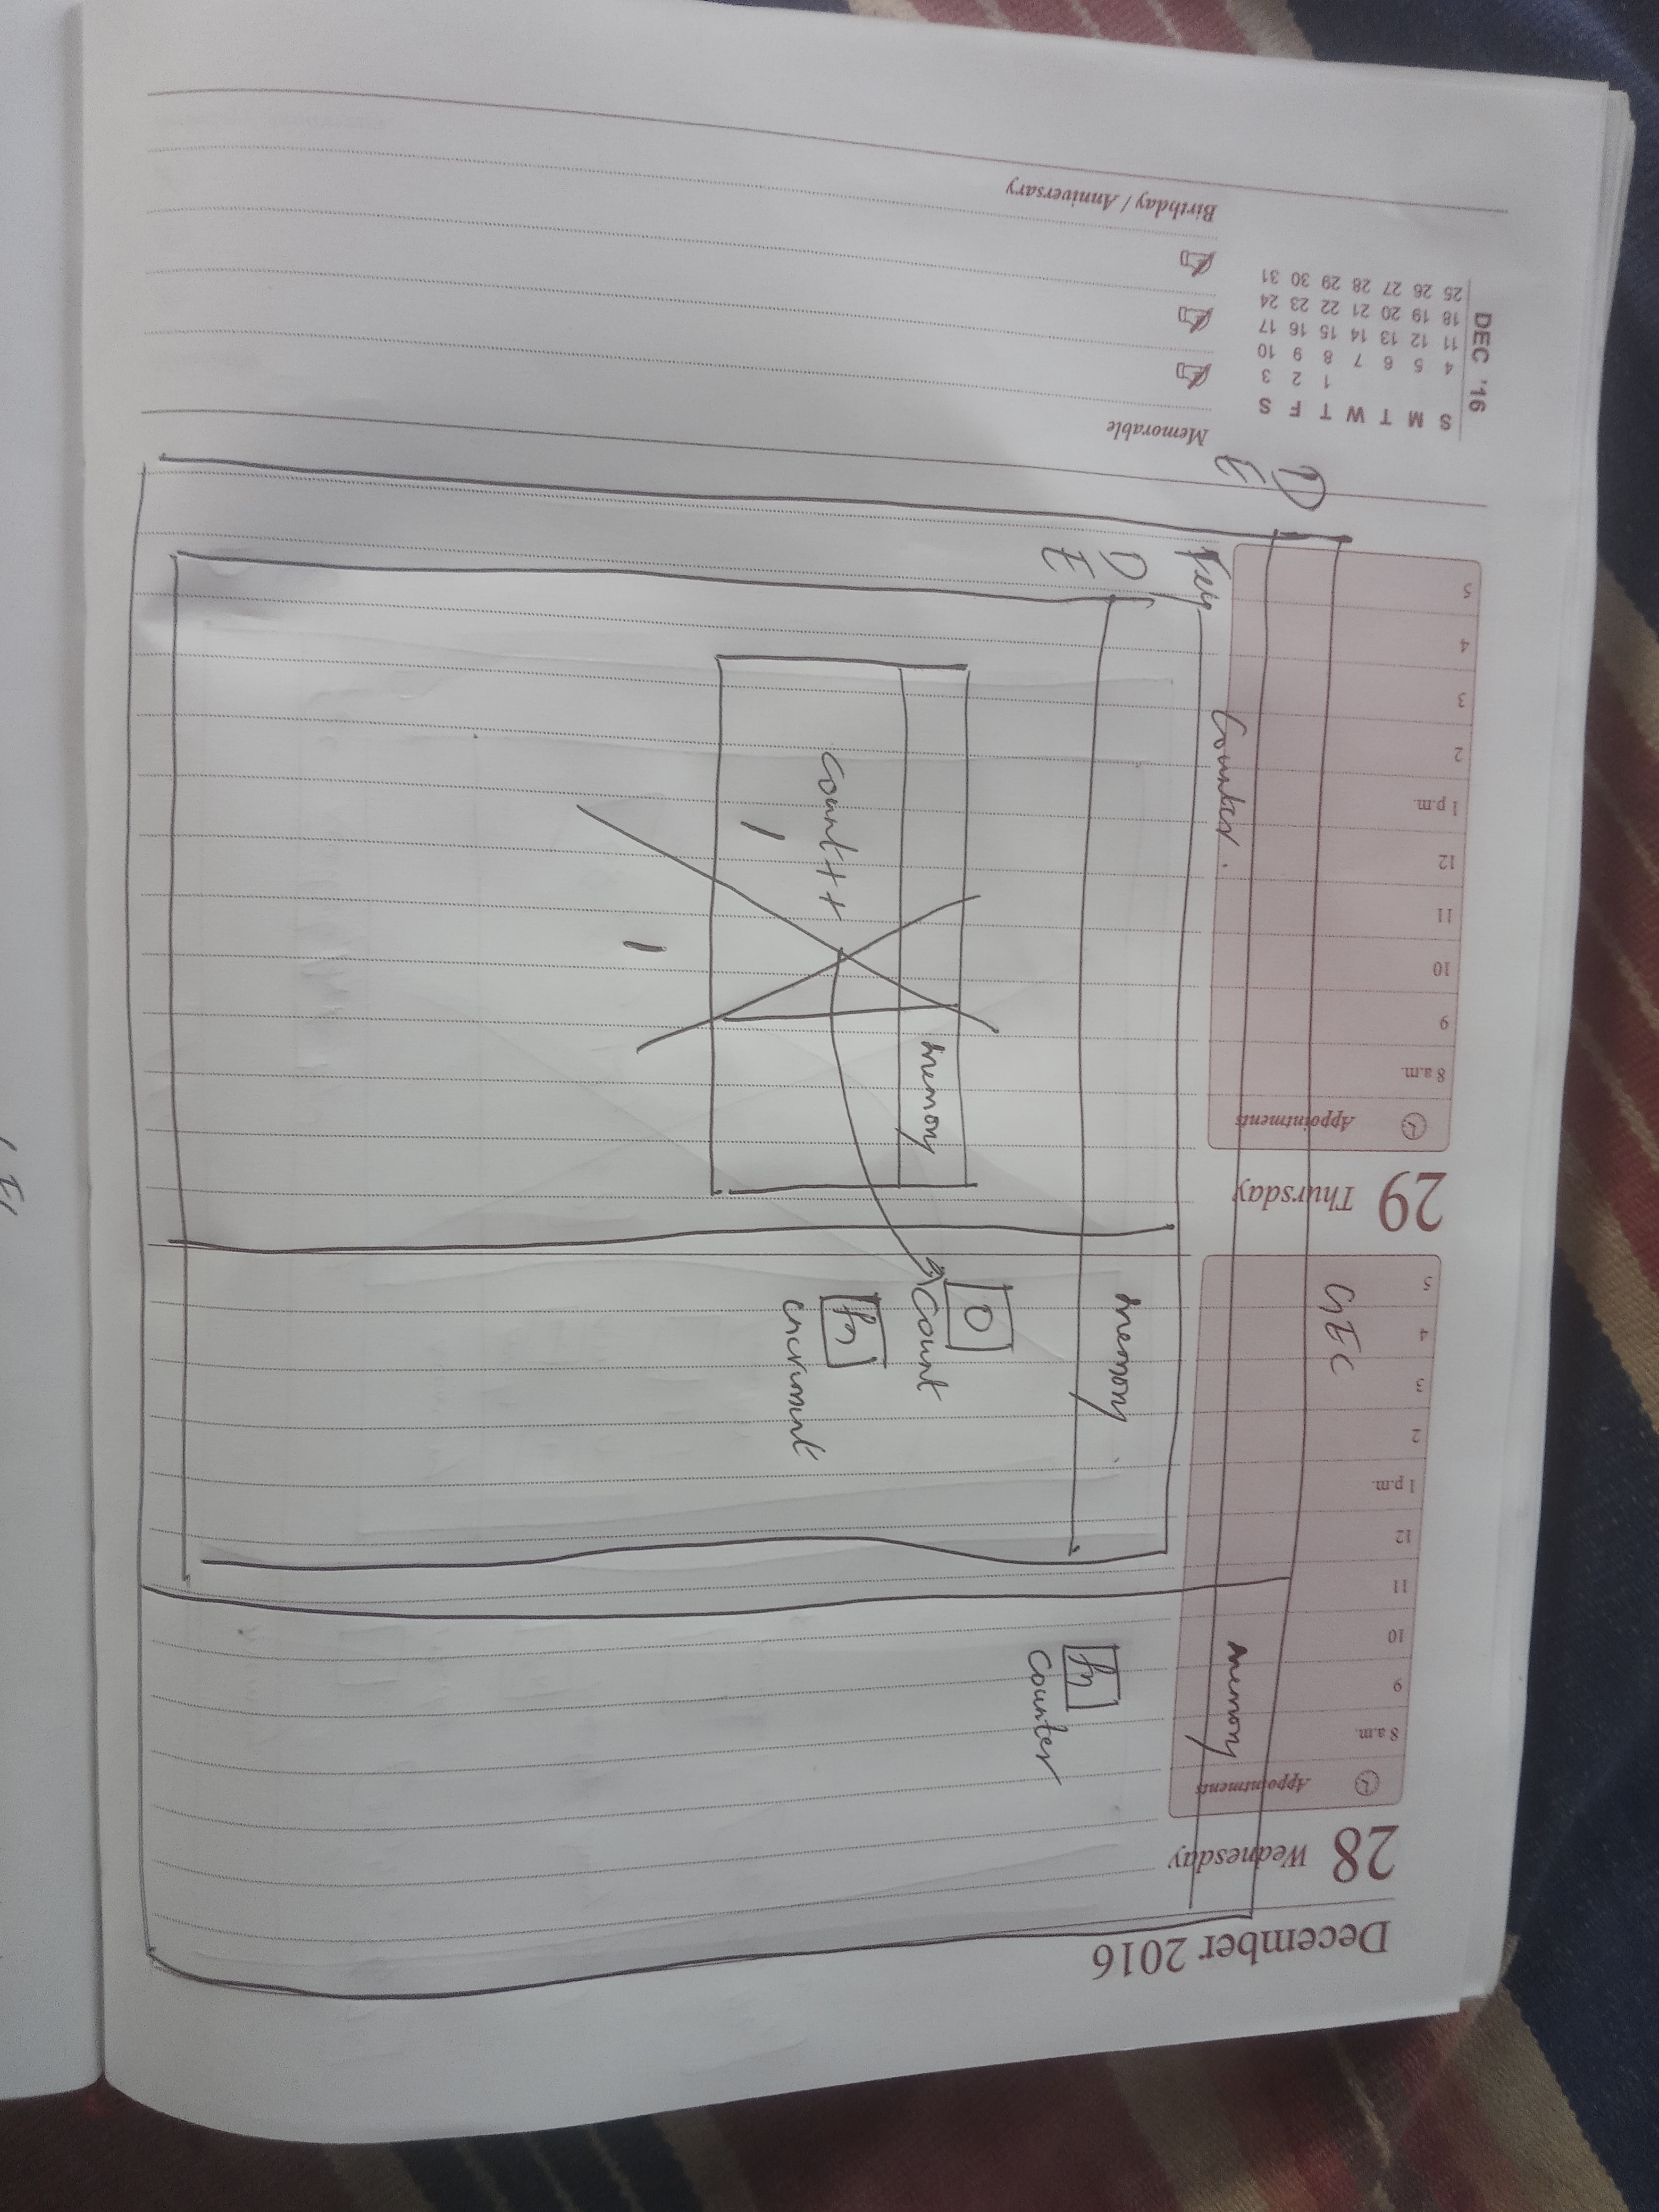 December 2016
28 Wednesday
Appointments
8 a.m.
9
10
11
12
1 p.m.
2
3
4
5
29 Thursday
Appointments
8 a.m.
9
10
11
12
1 p.m.
2
3
4
5
Memorable
Birthday / Anniversary
DEC '16
S M T W T F S
1 2 3
4 5 6 7 8 9 10
11 12 13 14 15 16 17
18 19 20 21 22 23 24
25 26 27 28 29 30 31
GEC
memory
fn
counter
Counter
D
E
memory
0
Count
fn
memory
Count++
1
1